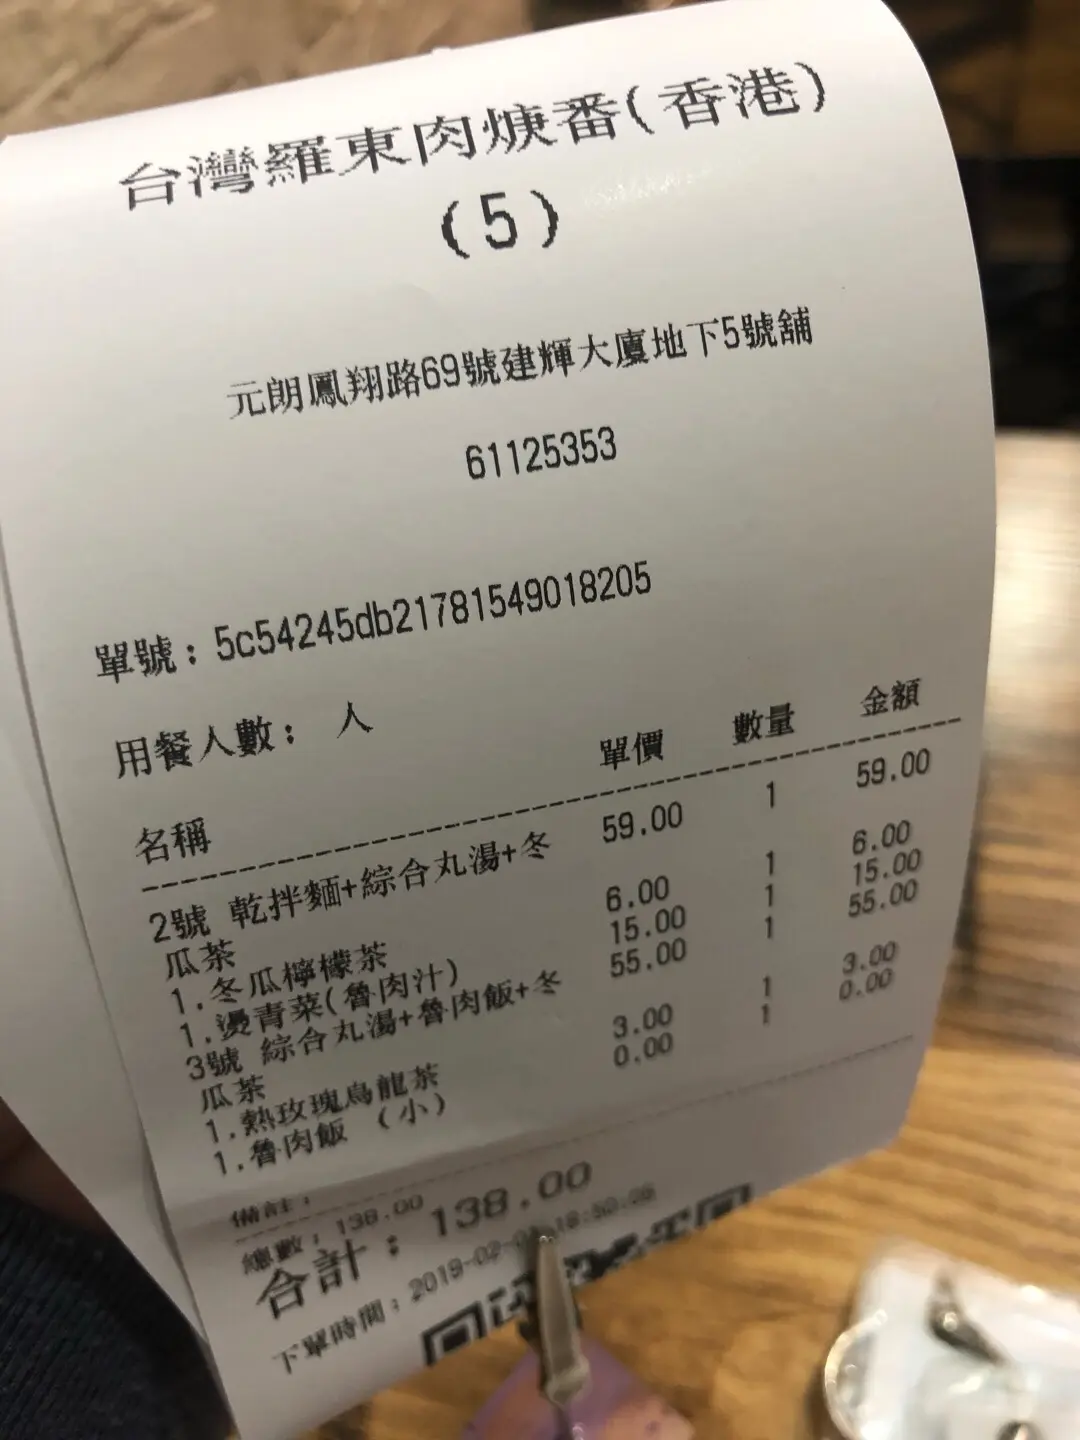 台灣羅東肉焿番(香港)
(5)
元朗鳳翔路69號建輝大廈地下5號舖
61125353
單號：5c54245db21781549018205
用餐人數： 人
名稱 單價 數量 金額
2號 乾拌麵+綜合丸湯+冬 59.00 1 59.00
瓜茶
1.冬瓜檸檬茶 6.00 1 6.00
1.燙青菜(魯肉汁) 15.00 1 15.00
3號 綜合丸湯+魯肉飯+冬 55.00 1 55.00
瓜茶
1.熱玫瑰烏龍茶 3.00 1 3.00
1.魯肉飯 （小） 0.00 1 0.00
備註：
總數：138.00
合計：138.00
下單時間：2019-02-